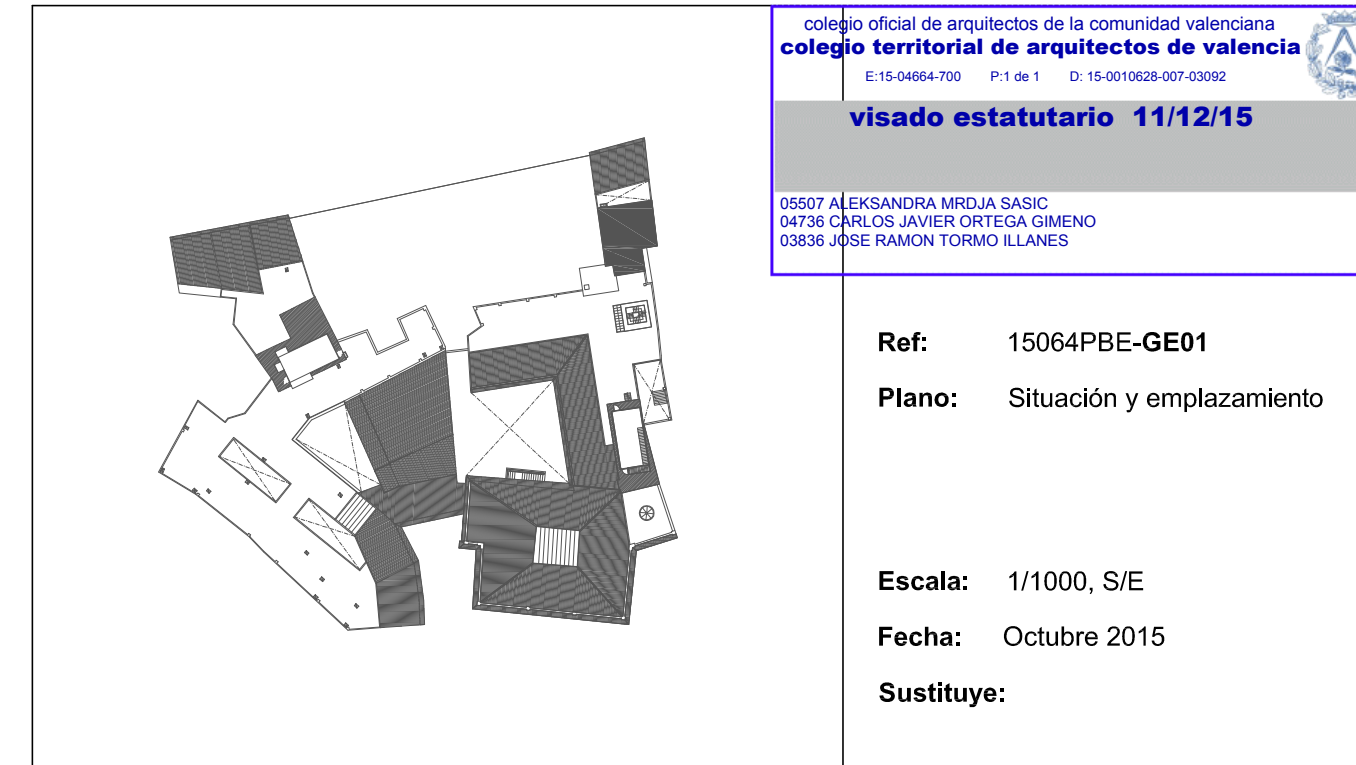 colegio oficial de arquitectos de la comunidad valenciana
colegio territorial de arquitectos de valencia
E:15-04664-700 P:1 de 1 D: 15-0010628-007-03092
visado estatutario 11/12/15
05507 ALEKSANDRA MRDJA SASIC
04736 CARLOS JAVIER ORTEGA GIMENO
03836 JOSE RAMON TORMO ILLANES
Ref: 15064PBE-GE01
Plano: Situación y emplazamiento
Escala: 1/1000, S/E
Fecha: Octubre 2015
Sustituye: